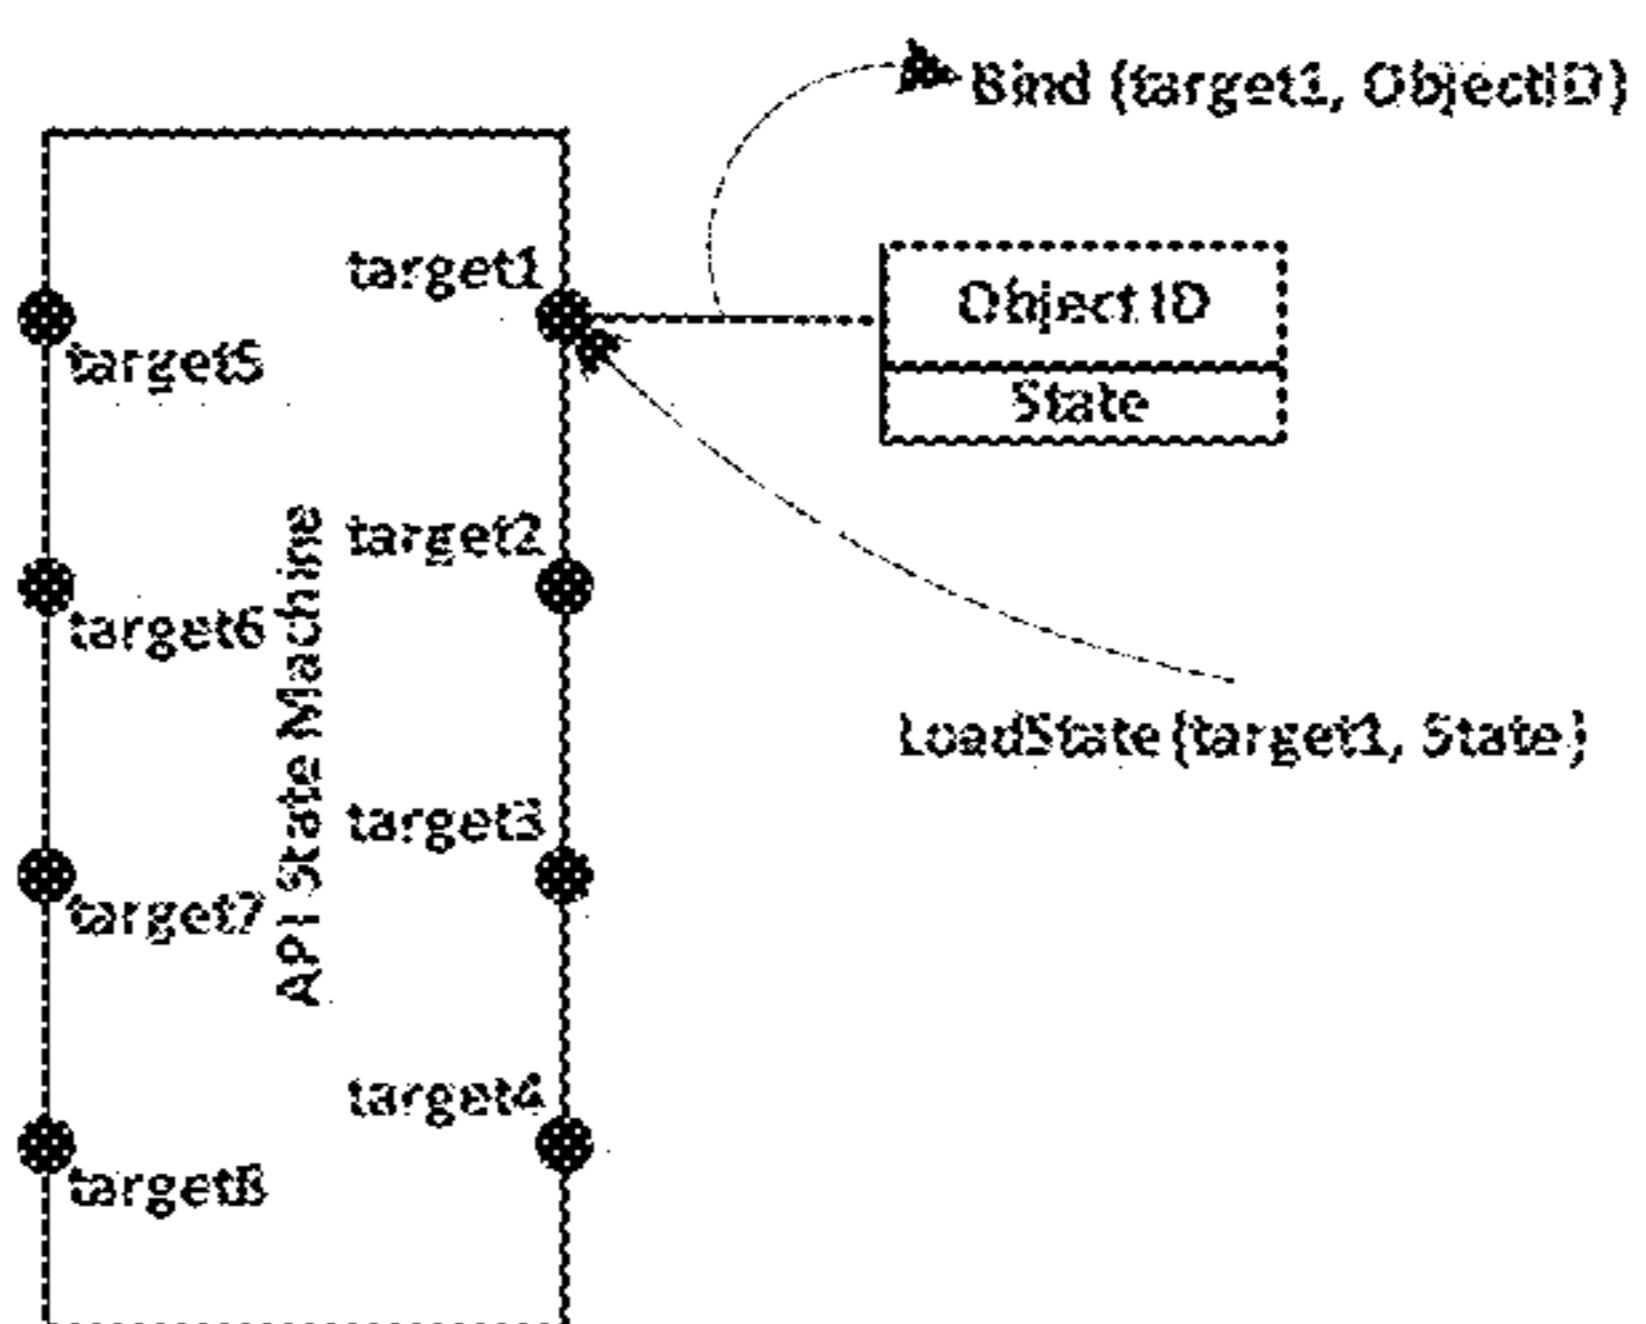 Bind (target1, ObjectID)
target1
Object ID
target5
State
target2
target6
API State Machine
LoadState (target1, State)
target3
target7
target4
target8